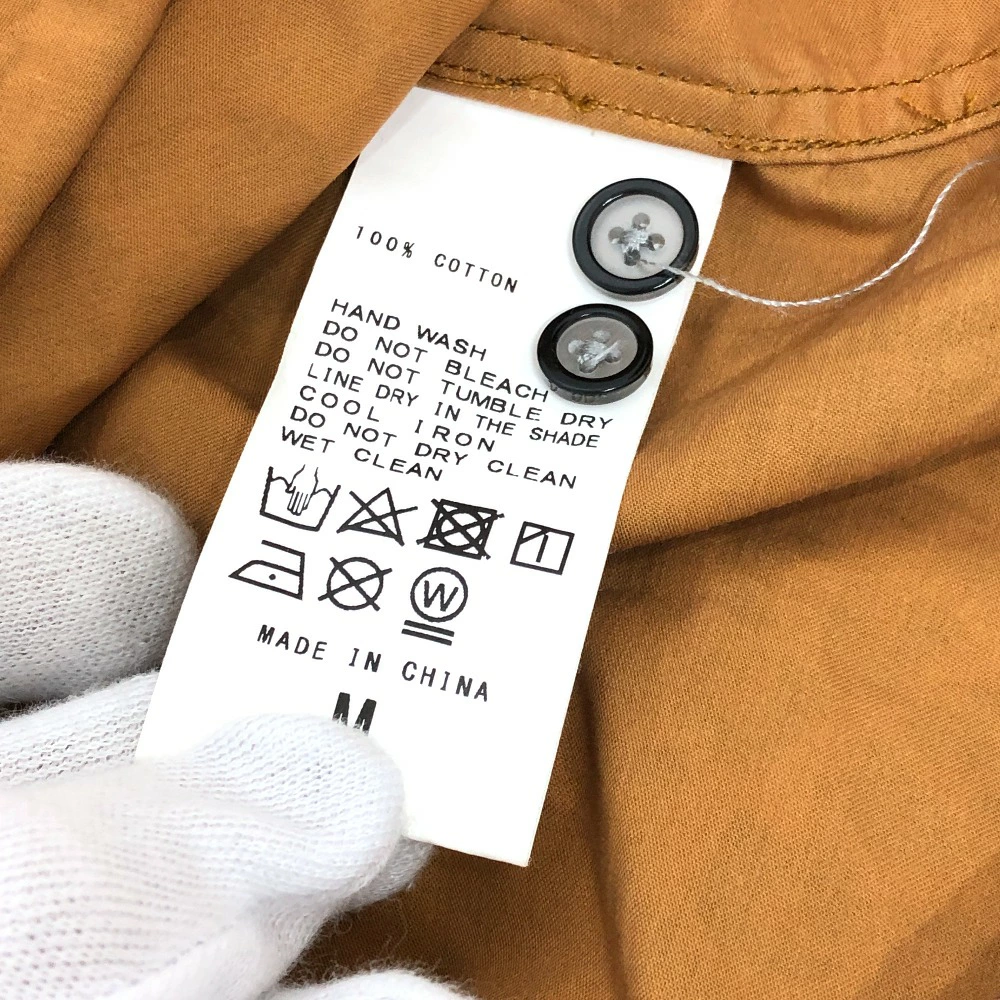 100% COTTON
HAND WASH
DO NOT BLEACH
DO NOT TUMBLE DRY
LINE DRY IN THE SHADE
COOL IRON
DO NOT DRY CLEAN
WET CLEAN
W
MADE IN CHINA
M